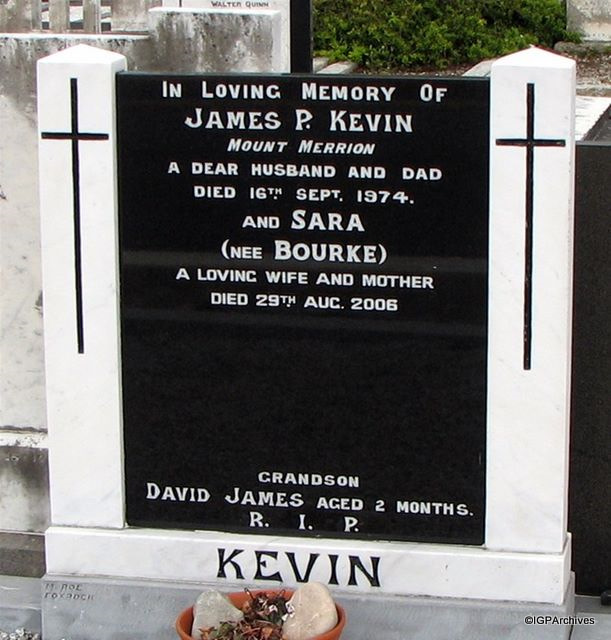 WALTER QUINN
IN LOVING MEMORY OF
JAMES P. KEVIN
MOUNT MERRION
A DEAR HUSBAND AND DAD
DIED 16TH SEPT. 1974.
AND SARA
(NEE BOURKE)
A LOVING WIFE AND MOTHER
DIED 29TH AUG. 2006
GRANDSON
DAVID JAMES AGED 2 MONTHS.
R. I. P.
KEVIN
M. ROE
FOXROCK
©IGPArchives